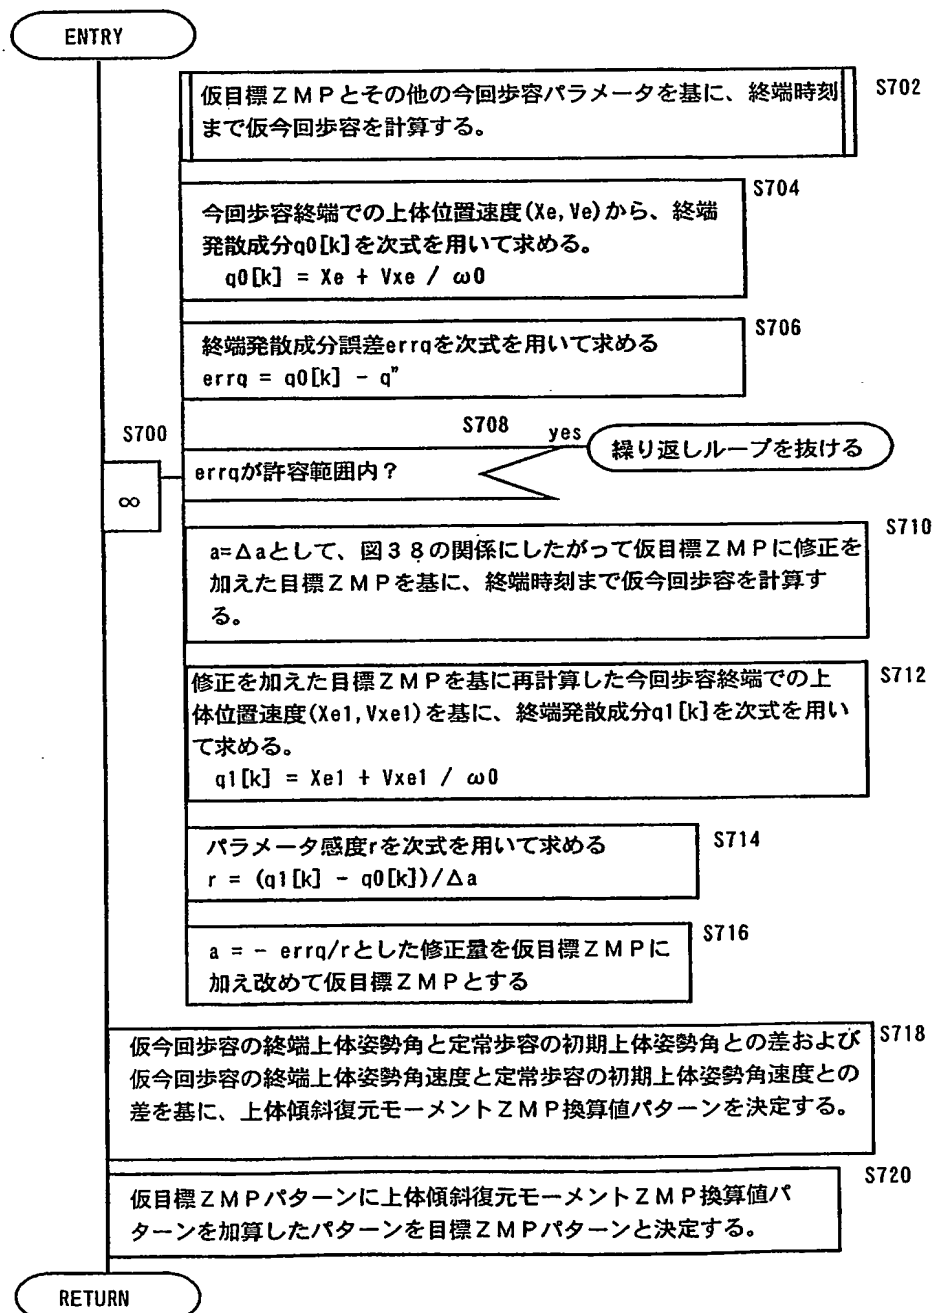 ENTRY
S702
仮目標ZMPとその他の今回歩容パラメータを基に、終端時刻
まで仮今回歩容を計算する。
S704
今回歩容終端での上体位置速度(Xe,Ve)から、終端
発散成分q0[k]を次式を用いて求める。
q0[k] = Xe + Vxe / ω0
S706
終端発散成分誤差errqを次式を用いて求める
errq = q0[k] - q"
S700
∞
S708
yes
繰り返しループを抜ける
errqが許容範囲内?
S710
a=Δaとして、図38の関係にしたがって仮目標ZMPに修正を
加えた目標ZMPを基に、終端時刻まで仮今回歩容を計算す
る。
S712
修正を加えた目標ZMPを基に再計算した今回歩容終端での上
体位置速度(Xe1,Vxe1)を基に、終端発散成分q1[k]を次式を用い
て求める。
q1[k] = Xe1 + Vxe1 / ω0
S714
パラメータ感度rを次式を用いて求める
r = (q1[k] - q0[k])/Δa
S716
a = - errq/rとした修正量を仮目標ZMPに
加え改めて仮目標ZMPとする
S718
仮今回歩容の終端上体姿勢角と定常歩容の初期上体姿勢角との差および
仮今回歩容の終端上体姿勢角速度と定常歩容の初期上体姿勢角速度との
差を基に、上体傾斜復元モーメントZMP換算値パターンを決定する。
S720
仮目標ZMPパターンに上体傾斜復元モーメントZMP換算値パ
ターンを加算したパターンを目標ZMPパターンと決定する。
RETURN